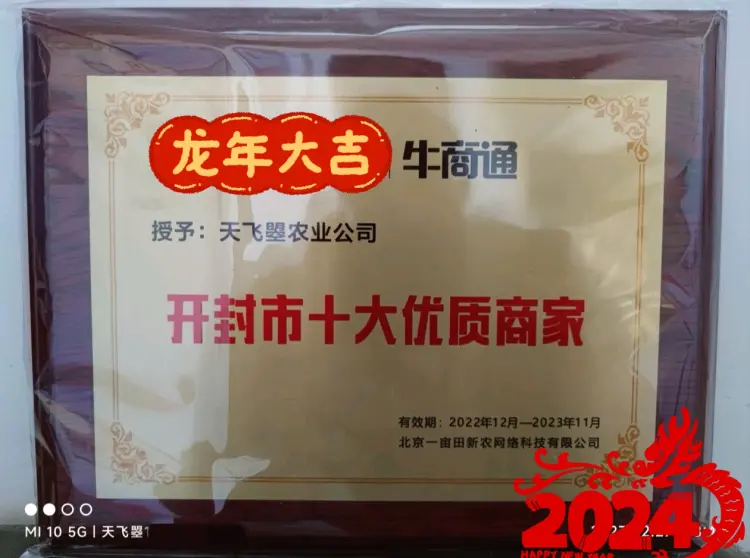 龙年大吉 牛商通
授予：天飞曌农业公司
开封市十大优质商家
有效期：2022年12月—2023年11月
北京一亩田新农网络科技有限公司
MI 10 5G | 天飞曌
2024
HAPPY NEW YEAR